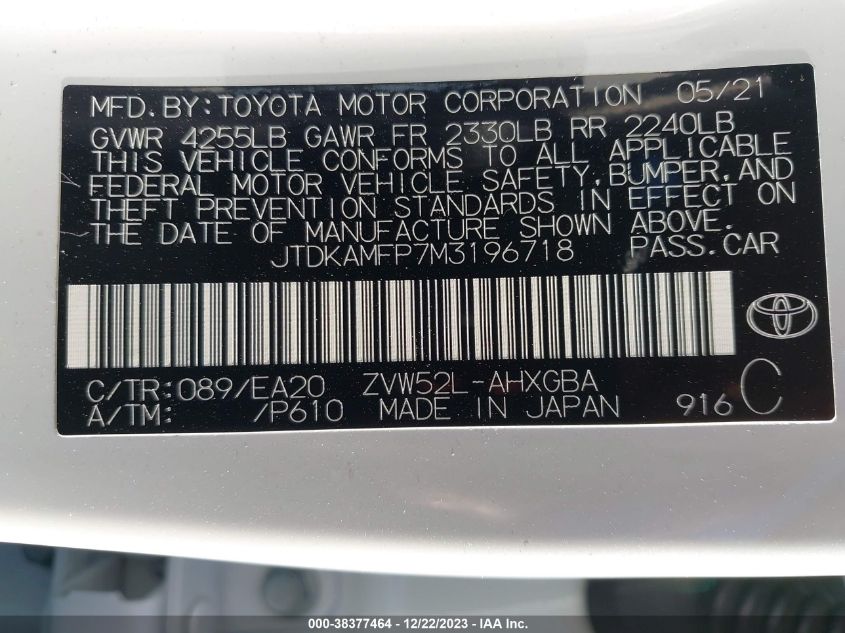 MFD.BY:TOYOTA MOTOR CORPORATION 05/21
GVWR 4255LB GAWR FR 2330LB RR 2240LB
THIS VEHICLE CONFORMS TO ALL APPLICABLE
FEDERAL MOTOR VEHICLE SAFETY,BUMPER,AND
THEFT PREVENTION STANDARDS IN EFFECT ON
THE DATE OF MANUFACTURE SHOWN ABOVE.
JTDKAMFP7M3196718 PASS.CAR
C/TR:089/EA20 ZVW52L-AHXGBA
A/TM: /P610 MADE IN JAPAN 916 C
000-38377464 - 12/22/2023 - IAA Inc.